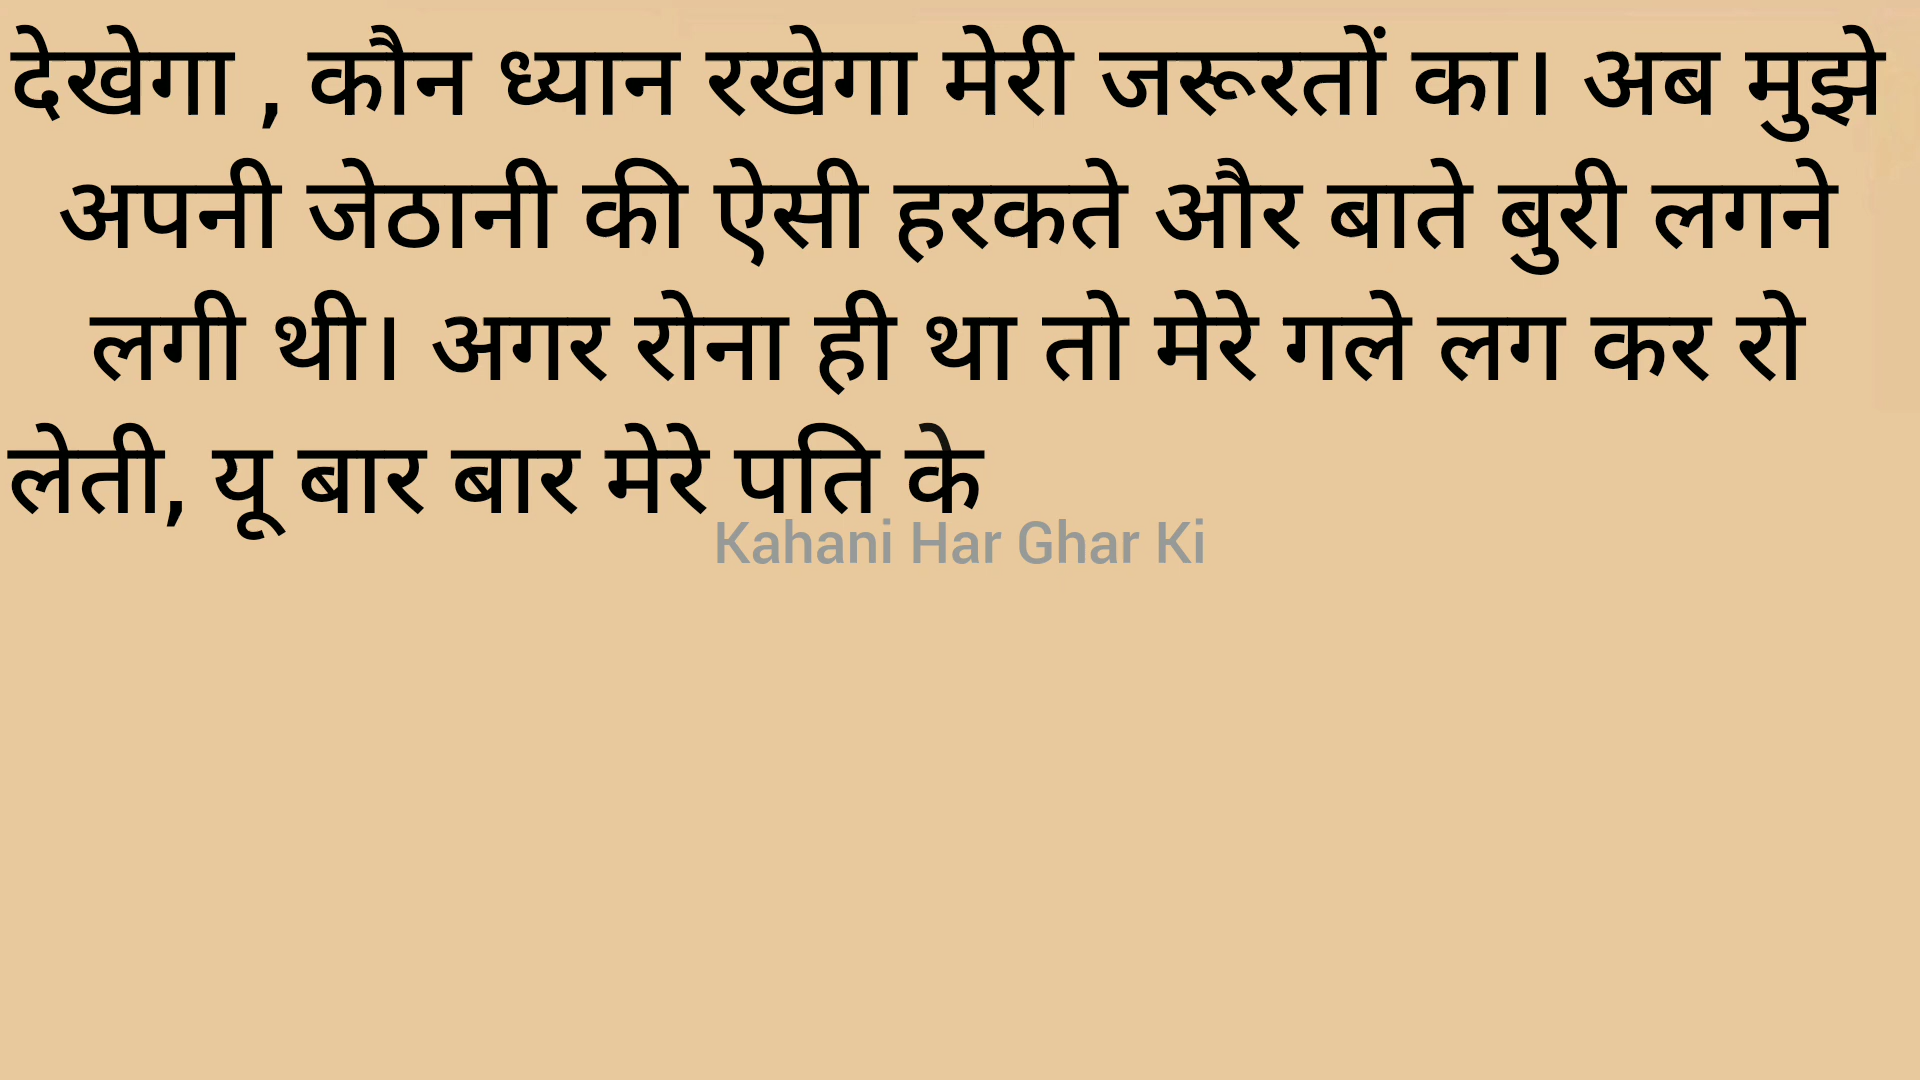 देखेगा , कौन ध्यान रखेगा मेरी जरूरतों का। अब मुझे
अपनी जेठानी की ऐसी हरकते और बाते बुरी लगने
लगी थी। अगर रोना ही था तो मेरे गले लग कर रो
लेती, यू बार बार मेरे पति के
Kahani Har Ghar Ki